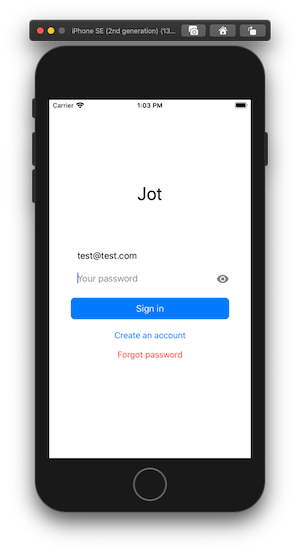 iPhone SE (2nd generation) (13...
Carrier 1:03 PM
Jot
test@test.com
Your password
Sign in
Create an account
Forgot password